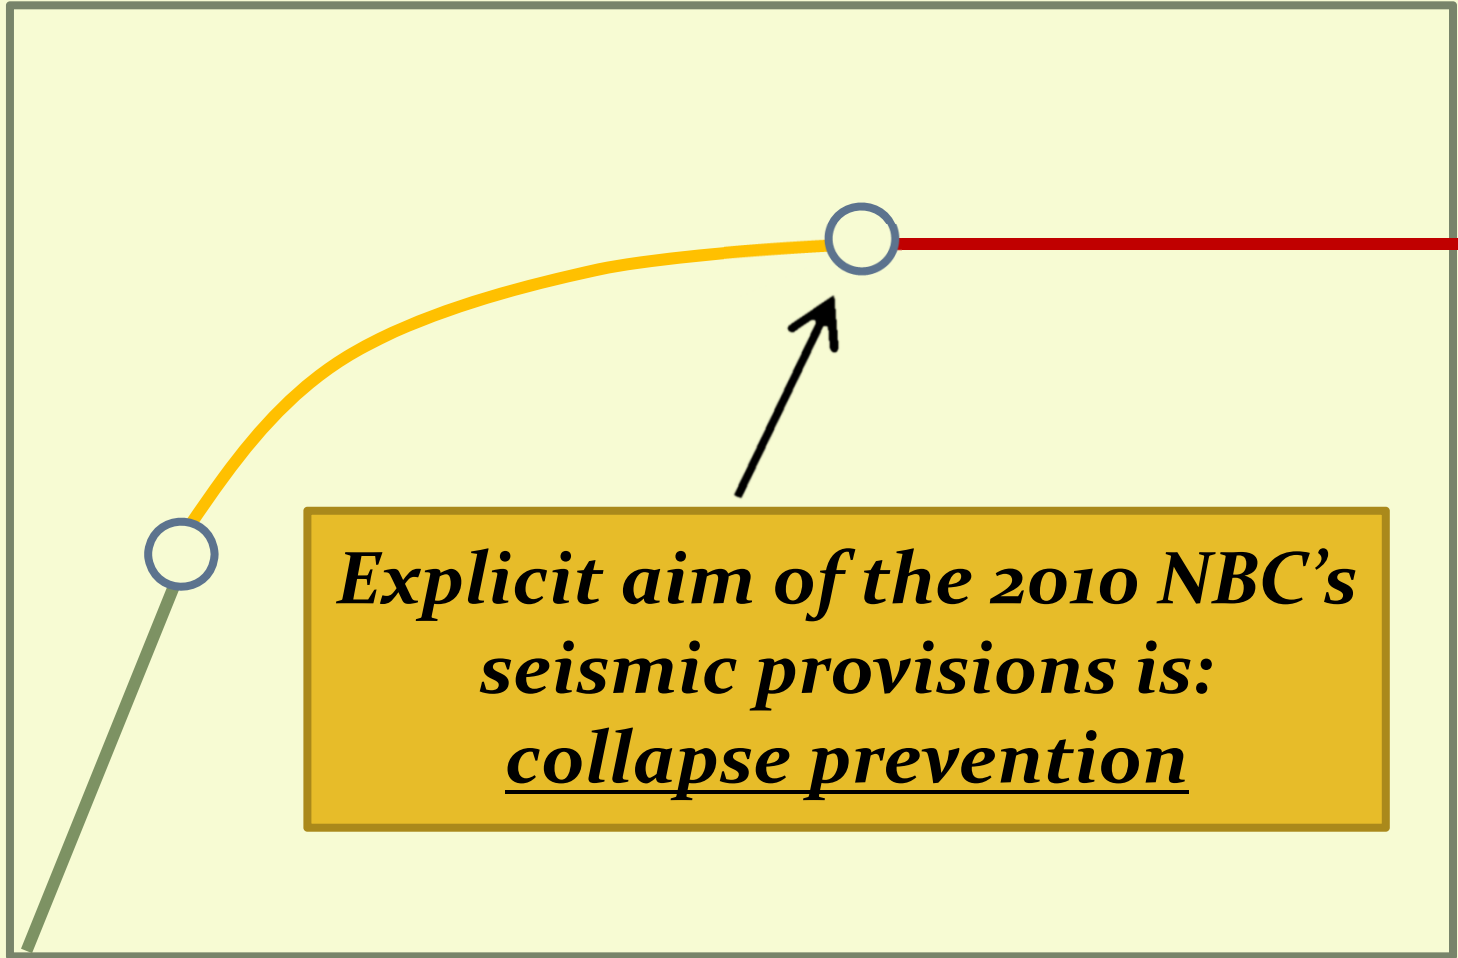 Explicit aim of the 2010 NBC’s
seismic provisions is:
collapse prevention